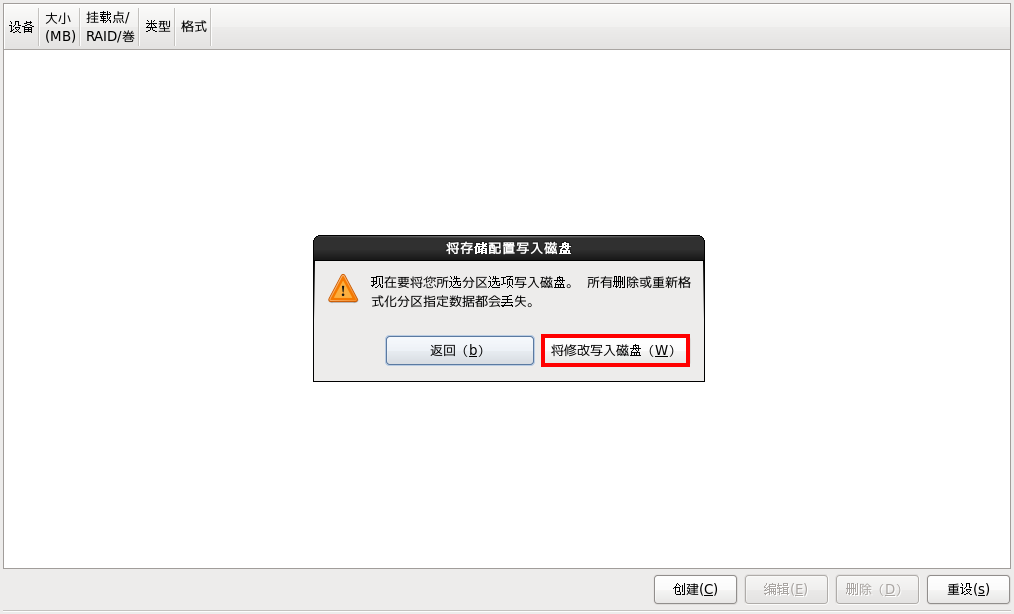 设备
大小
(MB)
挂载点/
RAID/卷
类型
格式
将存储配置写入磁盘
现在要将您所选分区选项写入磁盘。 所有删除或重新格
式化分区指定数据都会丢失。
返回（b）
将修改写入磁盘（W）
创建(C)
编辑(E)
删除（D）
重设(s)